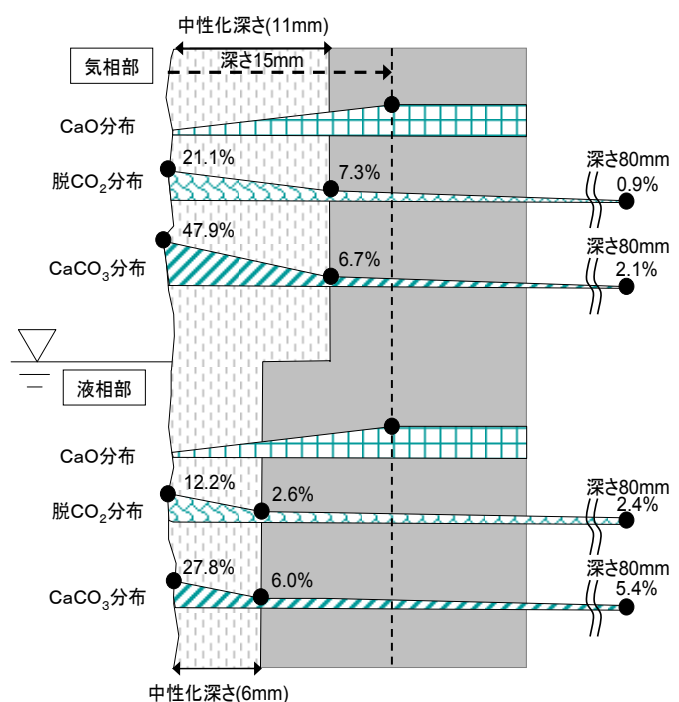 中性化深さ(11mm)
気相部
深さ15mm
CaO分布
21.1%
7.3%
深さ80mm
0.9%
脱CO₂分布
47.9%
6.7%
深さ80mm
2.1%
CaCO₃分布
液相部
CaO分布
12.2%
2.6%
深さ80mm
2.4%
脱CO₂分布
27.8%
6.0%
深さ80mm
5.4%
CaCO₃分布
中性化深さ(6mm)